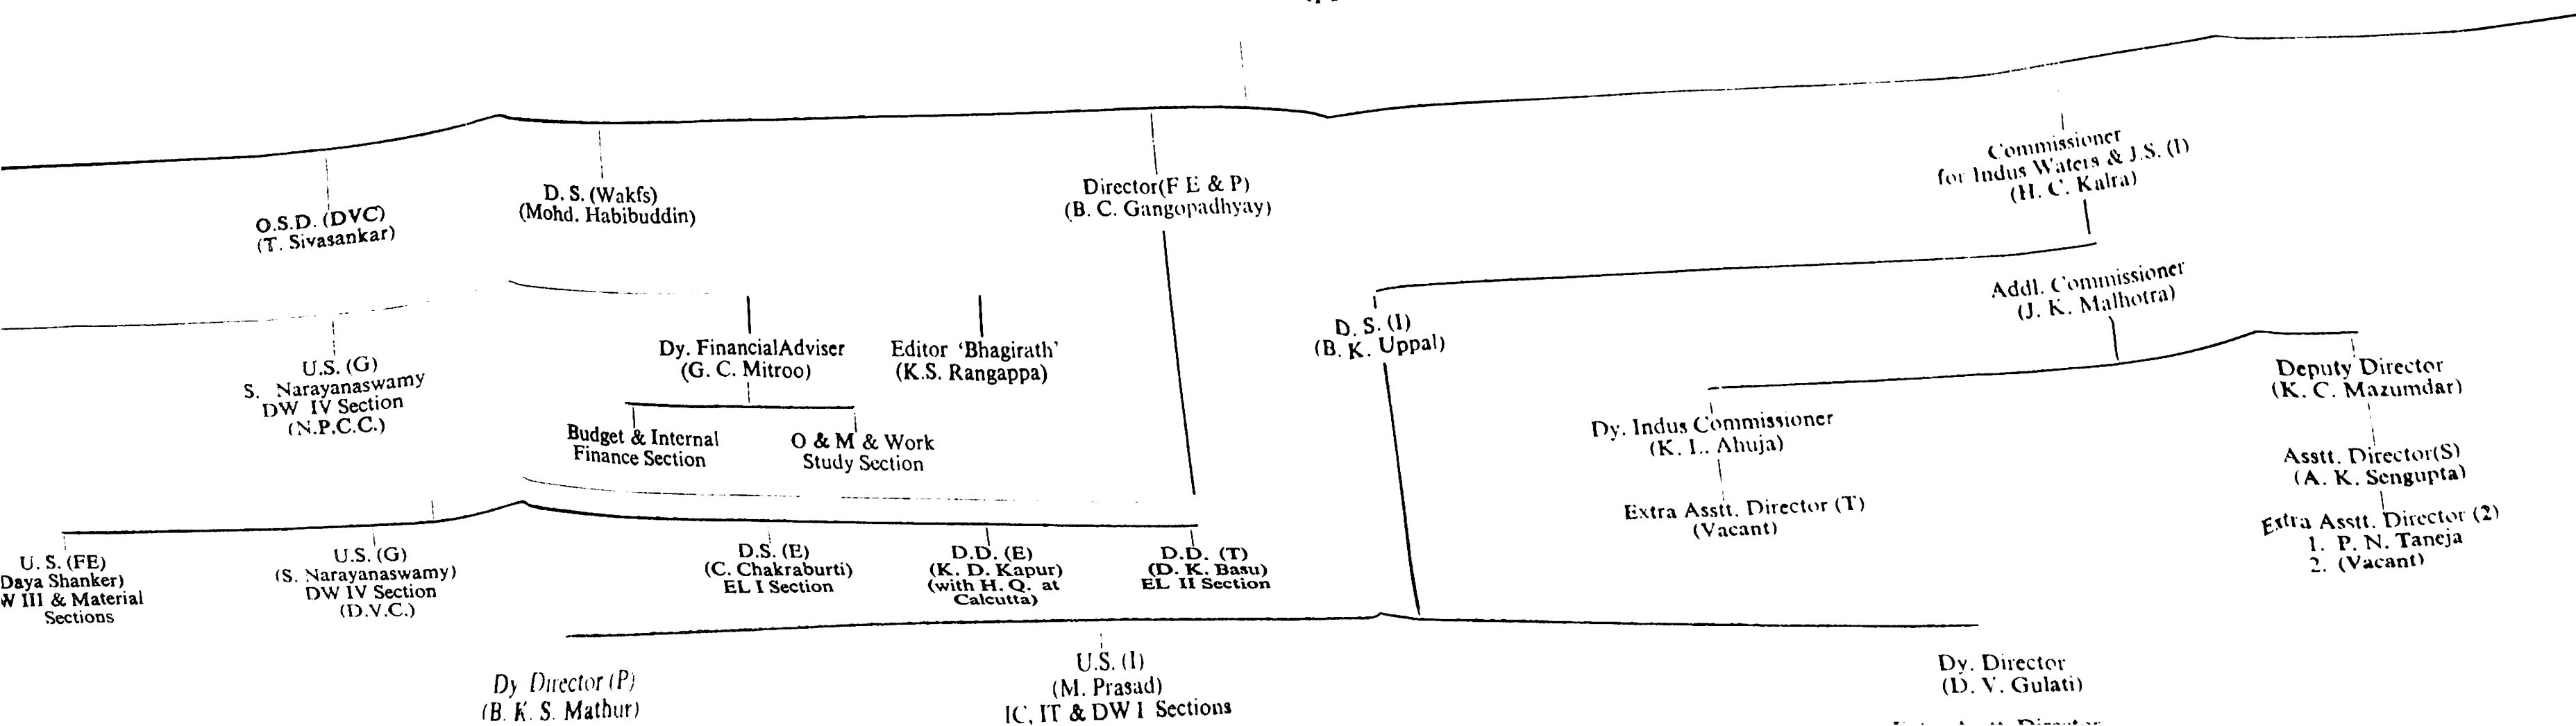 O.S.D. (DVC)
(T. Sivasankar)
D. S. (Wakfs)
(Mohd. Habibuddin)
Director(F E & P)
(B. C. Gangopadhyay)
Commissioner
for Indus Waters & J.S. (I)
(H. C. Kalra)
Addl. Commissioner
(J. K. Malhotra)
U.S. (G)
S. Narayanaswamy
DW IV Section
(N.P.C.C.)
Dy. FinancialAdviser
(G. C. Mitroo)
Editor ‘Bhagirath’
(K.S. Rangappa)
D. S. (I)
(B. K. Uppal)
Budget & Internal
Finance Section
O & M & Work
Study Section
Dy. Indus Commissioner
(K. L. Ahuja)
Extra Asstt. Director (T)
(Vacant)
Deputy Director
(K. C. Mazumdar)
Asstt. Director(S)
(A. K. Sengupta)
Extra Asstt. Director (2)
1. P. N. Taneja
2. (Vacant)
U. S. (FE)
Daya Shanker)
W III & Material
Sections
U.S. (G)
(S. Narayanaswamy)
DW IV Section
(D.V.C.)
D.S. (E)
(C. Chakraburti)
EL I Section
D.D. (E)
(K. D. Kapur)
(with H. Q. at
Calcutta)
D.D. (T)
(D. K. Basu)
EL II Section
Dy Director (P)
(B. K. S. Mathur)
U.S. (I)
(M. Prasad)
IC, IT & DW I Sections
Dy. Director
(D. V. Gulati)